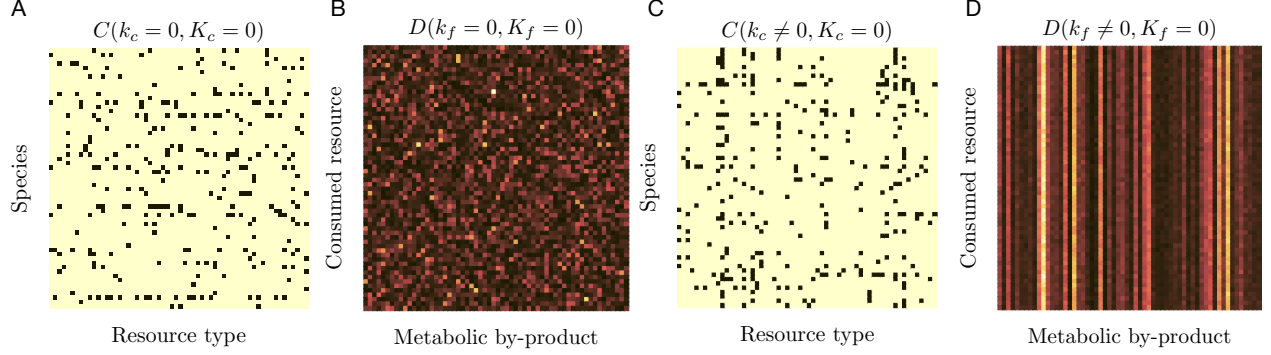 A
C(k_c = 0, K_c = 0)
Species
Resource type
B
D(k_f = 0, K_f = 0)
Consumed resource
Metabolic by-product
C
C(k_c ≠ 0, K_c = 0)
Species
Resource type
D
D(k_f ≠ 0, K_f = 0)
Consumed resource
Metabolic by-product